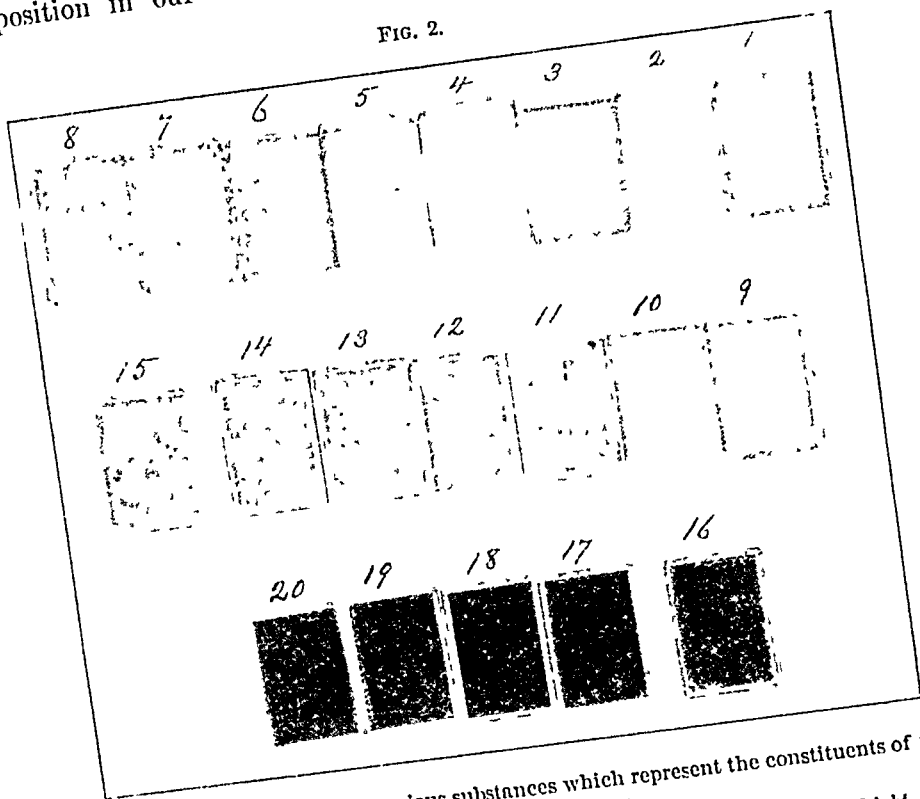 position in our
FIG. 2.
8 7 6 5 4 3 2 1
15 14 13 12 11 10 9
20 19 18 17 16
substances which represent the constituents of